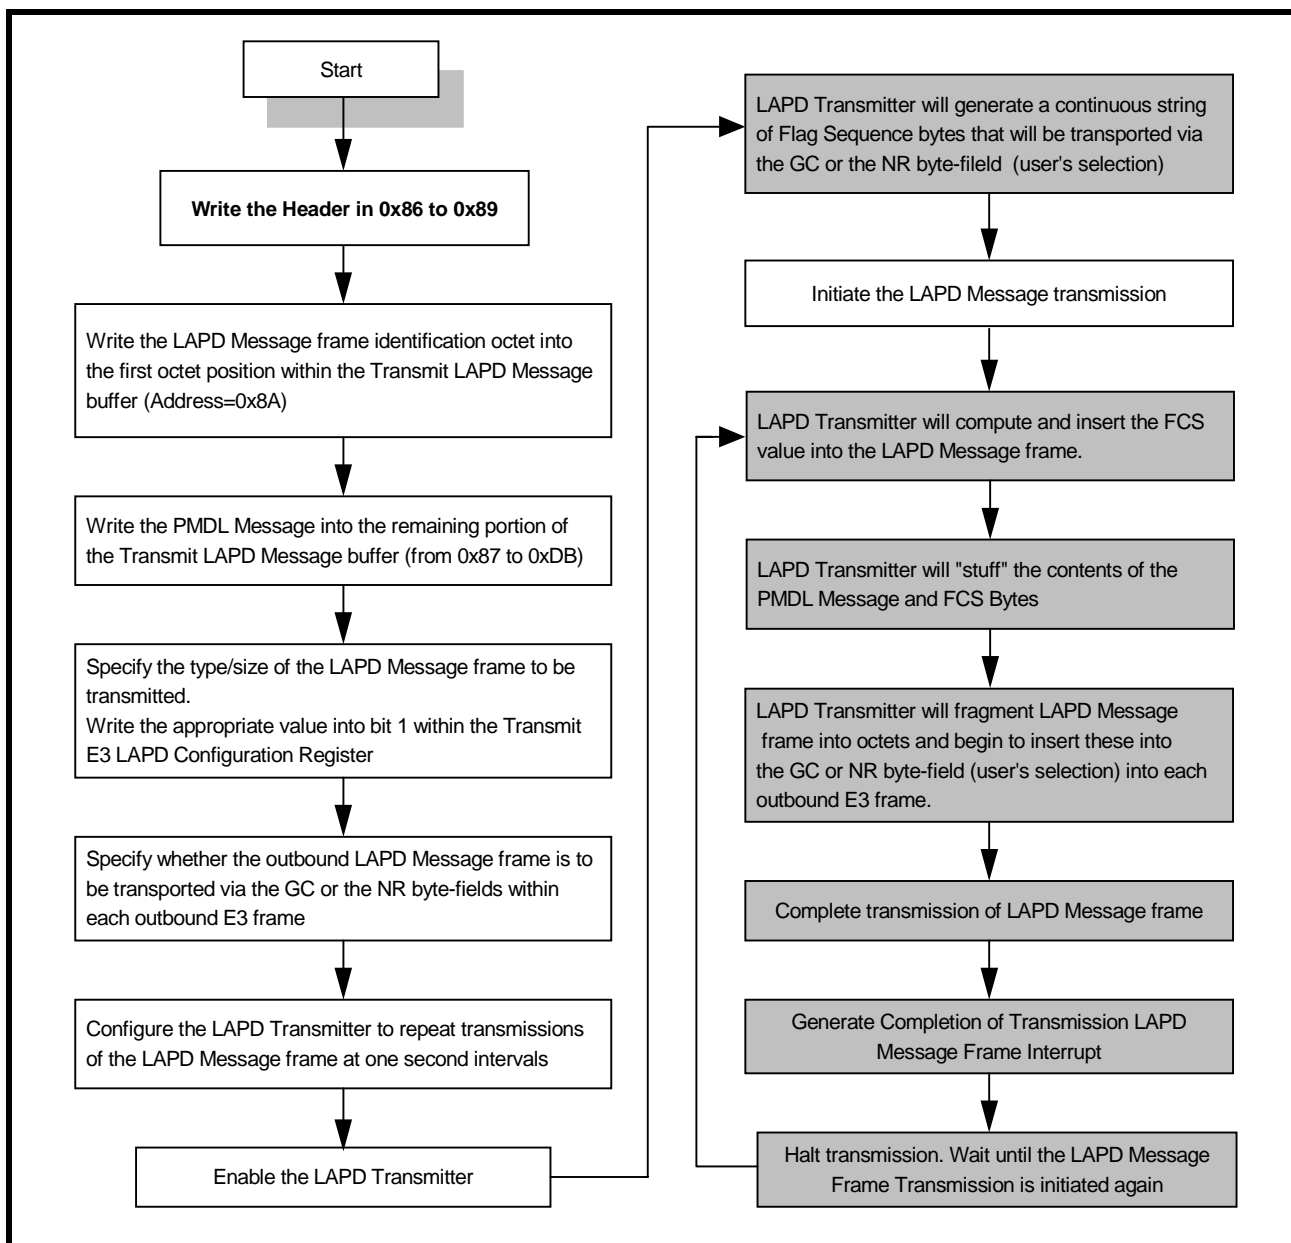 Start
Write the Header in 0x86 to 0x89
Write the LAPD Message frame identification octet into
the first octet position within the Transmit LAPD Message
buffer (Address=0x8A)
Write the PMDL Message into the remaining portion of
the Transmit LAPD Message buffer (from 0x87 to 0xDB)
Specify the type/size of the LAPD Message frame to be
transmitted.
Write the appropriate value into bit 1 within the Transmit
E3 LAPD Configuration Register
Specify whether the outbound LAPD Message frame is to
be transported via the GC or the NR byte-fields within
each outbound E3 frame
Configure the LAPD Transmitter to repeat transmissions
of the LAPD Message frame at one second intervals
Enable the LAPD Transmitter
LAPD Transmitter will generate a continuous string
of Flag Sequence bytes that will be transported via
the GC or the NR byte-fileld (user's selection)
Initiate the LAPD Message transmission
LAPD Transmitter will compute and insert the FCS
value into the LAPD Message frame.
LAPD Transmitter will "stuff" the contents of the
PMDL Message and FCS Bytes
LAPD Transmitter will fragment LAPD Message
frame into octets and begin to insert these into
the GC or NR byte-field (user's selection) into each
outbound E3 frame.
Complete transmission of LAPD Message frame
Generate Completion of Transmission LAPD
Message Frame Interrupt
Halt transmission. Wait until the LAPD Message
Frame Transmission is initiated again